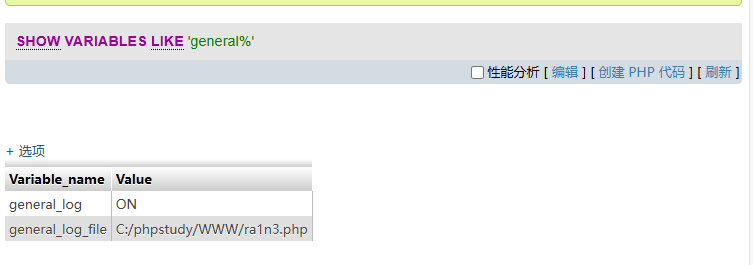 SHOW VARIABLES LIKE 'general%'
性能分析 [ 编辑 ] [ 创建 PHP 代码 ] [ 刷新 ]
+ 选项
Variable_name Value
general_log ON
general_log_file C:/phpstudy/WWW/ra1n3.php